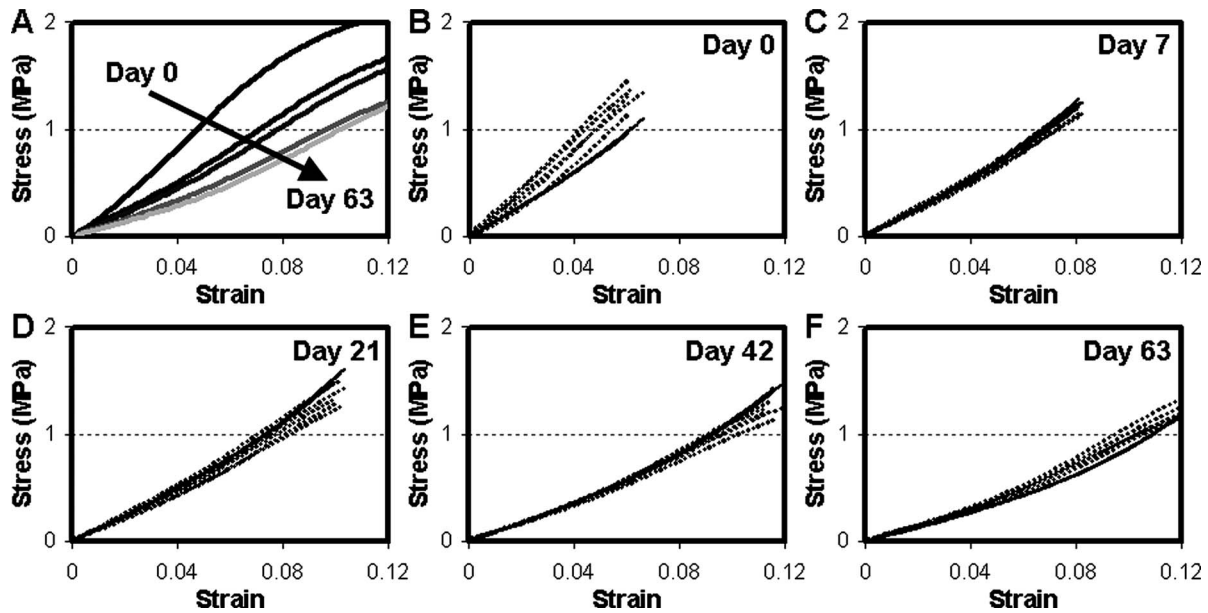 A
Stress (MPa)
2
1
0
Day 0
Day 63
0 0.04 0.08 0.12
Strain
B
Stress (MPa)
2
1
0
Day 0
0 0.04 0.08 0.12
Strain
C
Stress (MPa)
2
1
0
Day 7
0 0.04 0.08 0.12
Strain
D
Stress (MPa)
2
1
0
Day 21
0 0.04 0.08 0.12
Strain
E
Stress (MPa)
2
1
0
Day 42
0 0.04 0.08 0.12
Strain
F
Stress (MPa)
2
1
0
Day 63
0 0.04 0.08 0.12
Strain